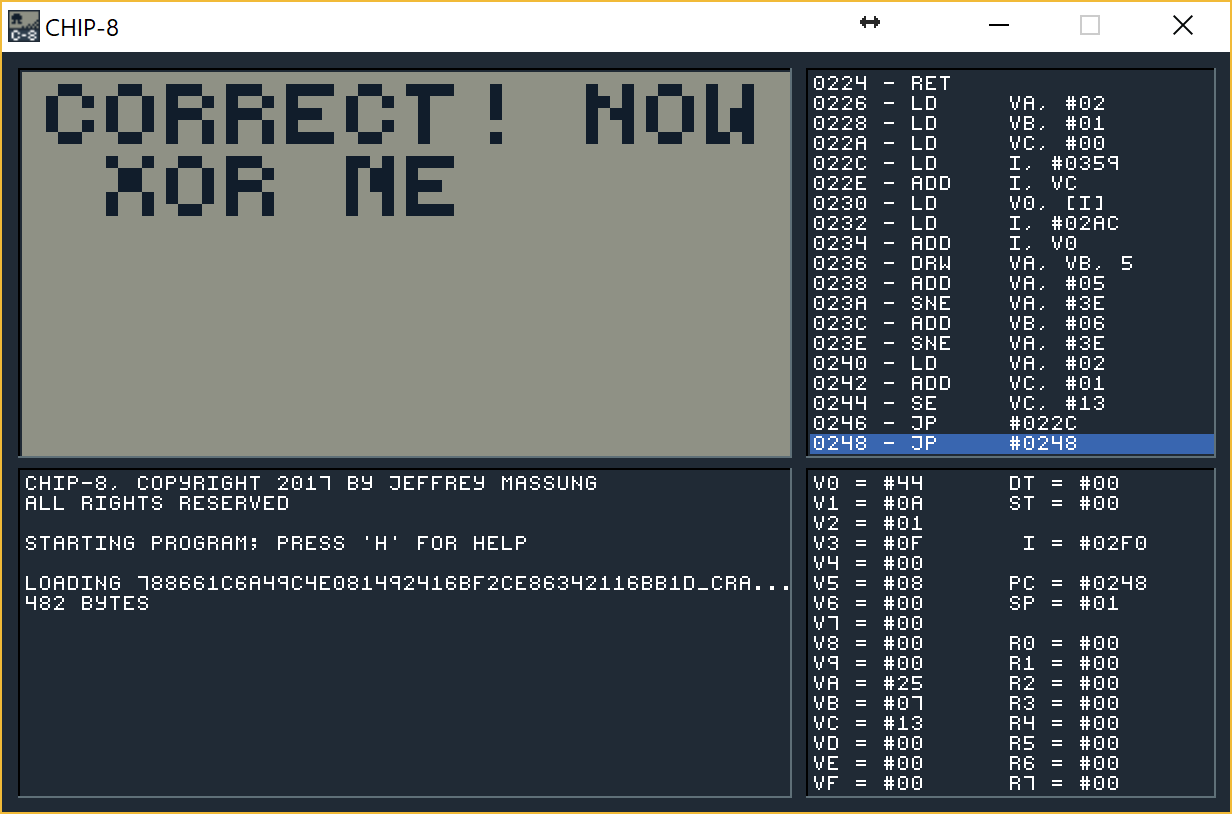 CHIP-8
CORRECT! NOW
XOR ME
0224 - RET
0226 - LD VA, #02
0228 - LD VB, #01
022A - LD VC, #00
022C - LD I, #0359
022E - ADD I, VC
0230 - LD V0, [I]
0232 - LD I, #02AC
0234 - ADD I, V0
0236 - DRW VA, VB, 5
0238 - ADD VA, #05
023A - SNE VA, #3E
023C - ADD VB, #06
023E - SNE VA, #3E
0240 - LD VA, #02
0242 - ADD VC, #01
0244 - SE VC, #13
0246 - JP #022C
0248 - JP #0248
CHIP-8, COPYRIGHT 2017 BY JEFFREY MASSUNG
ALL RIGHTS RESERVED
STARTING PROGRAM; PRESS 'H' FOR HELP
LOADING 788661C6A49C4E081492416BF2CE86342116BB1D_CRA...
482 BYTES
V0 = #44 DT = #00
V1 = #0A ST = #00
V2 = #01
V3 = #0F I = #02F0
V4 = #00
V5 = #08 PC = #0248
V6 = #00 SP = #01
V7 = #00
V8 = #00 R0 = #00
V9 = #00 R1 = #00
VA = #25 R2 = #00
VB = #07 R3 = #00
VC = #13 R4 = #00
VD = #00 R5 = #00
VE = #00 R6 = #00
VF = #00 R7 = #00